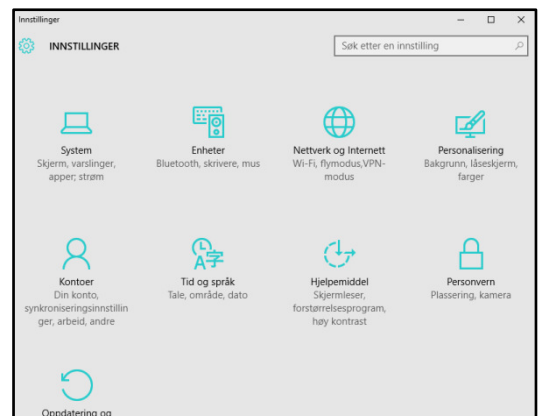 Innstillinger
INNSTILLINGER
Søk etter en innstilling
System
Skjerm, varslinger,
apper; strøm
Enheter
Bluetooth, skrivere, mus
Nettverk og Internett
Wi-Fi, flymodus,VPN-
modus
Personalisering
Bakgrunn, låseskjerm,
farger
Kontoer
Din konto,
synkroniseringsinnstillin
ger, arbeid, andre
A字
Tid og språk
Tale, område, dato
Hjelpemiddel
Skjermleser,
forstørrelsesprogram,
høy kontrast
Personvern
Plassering, kamera
Oppdatering og